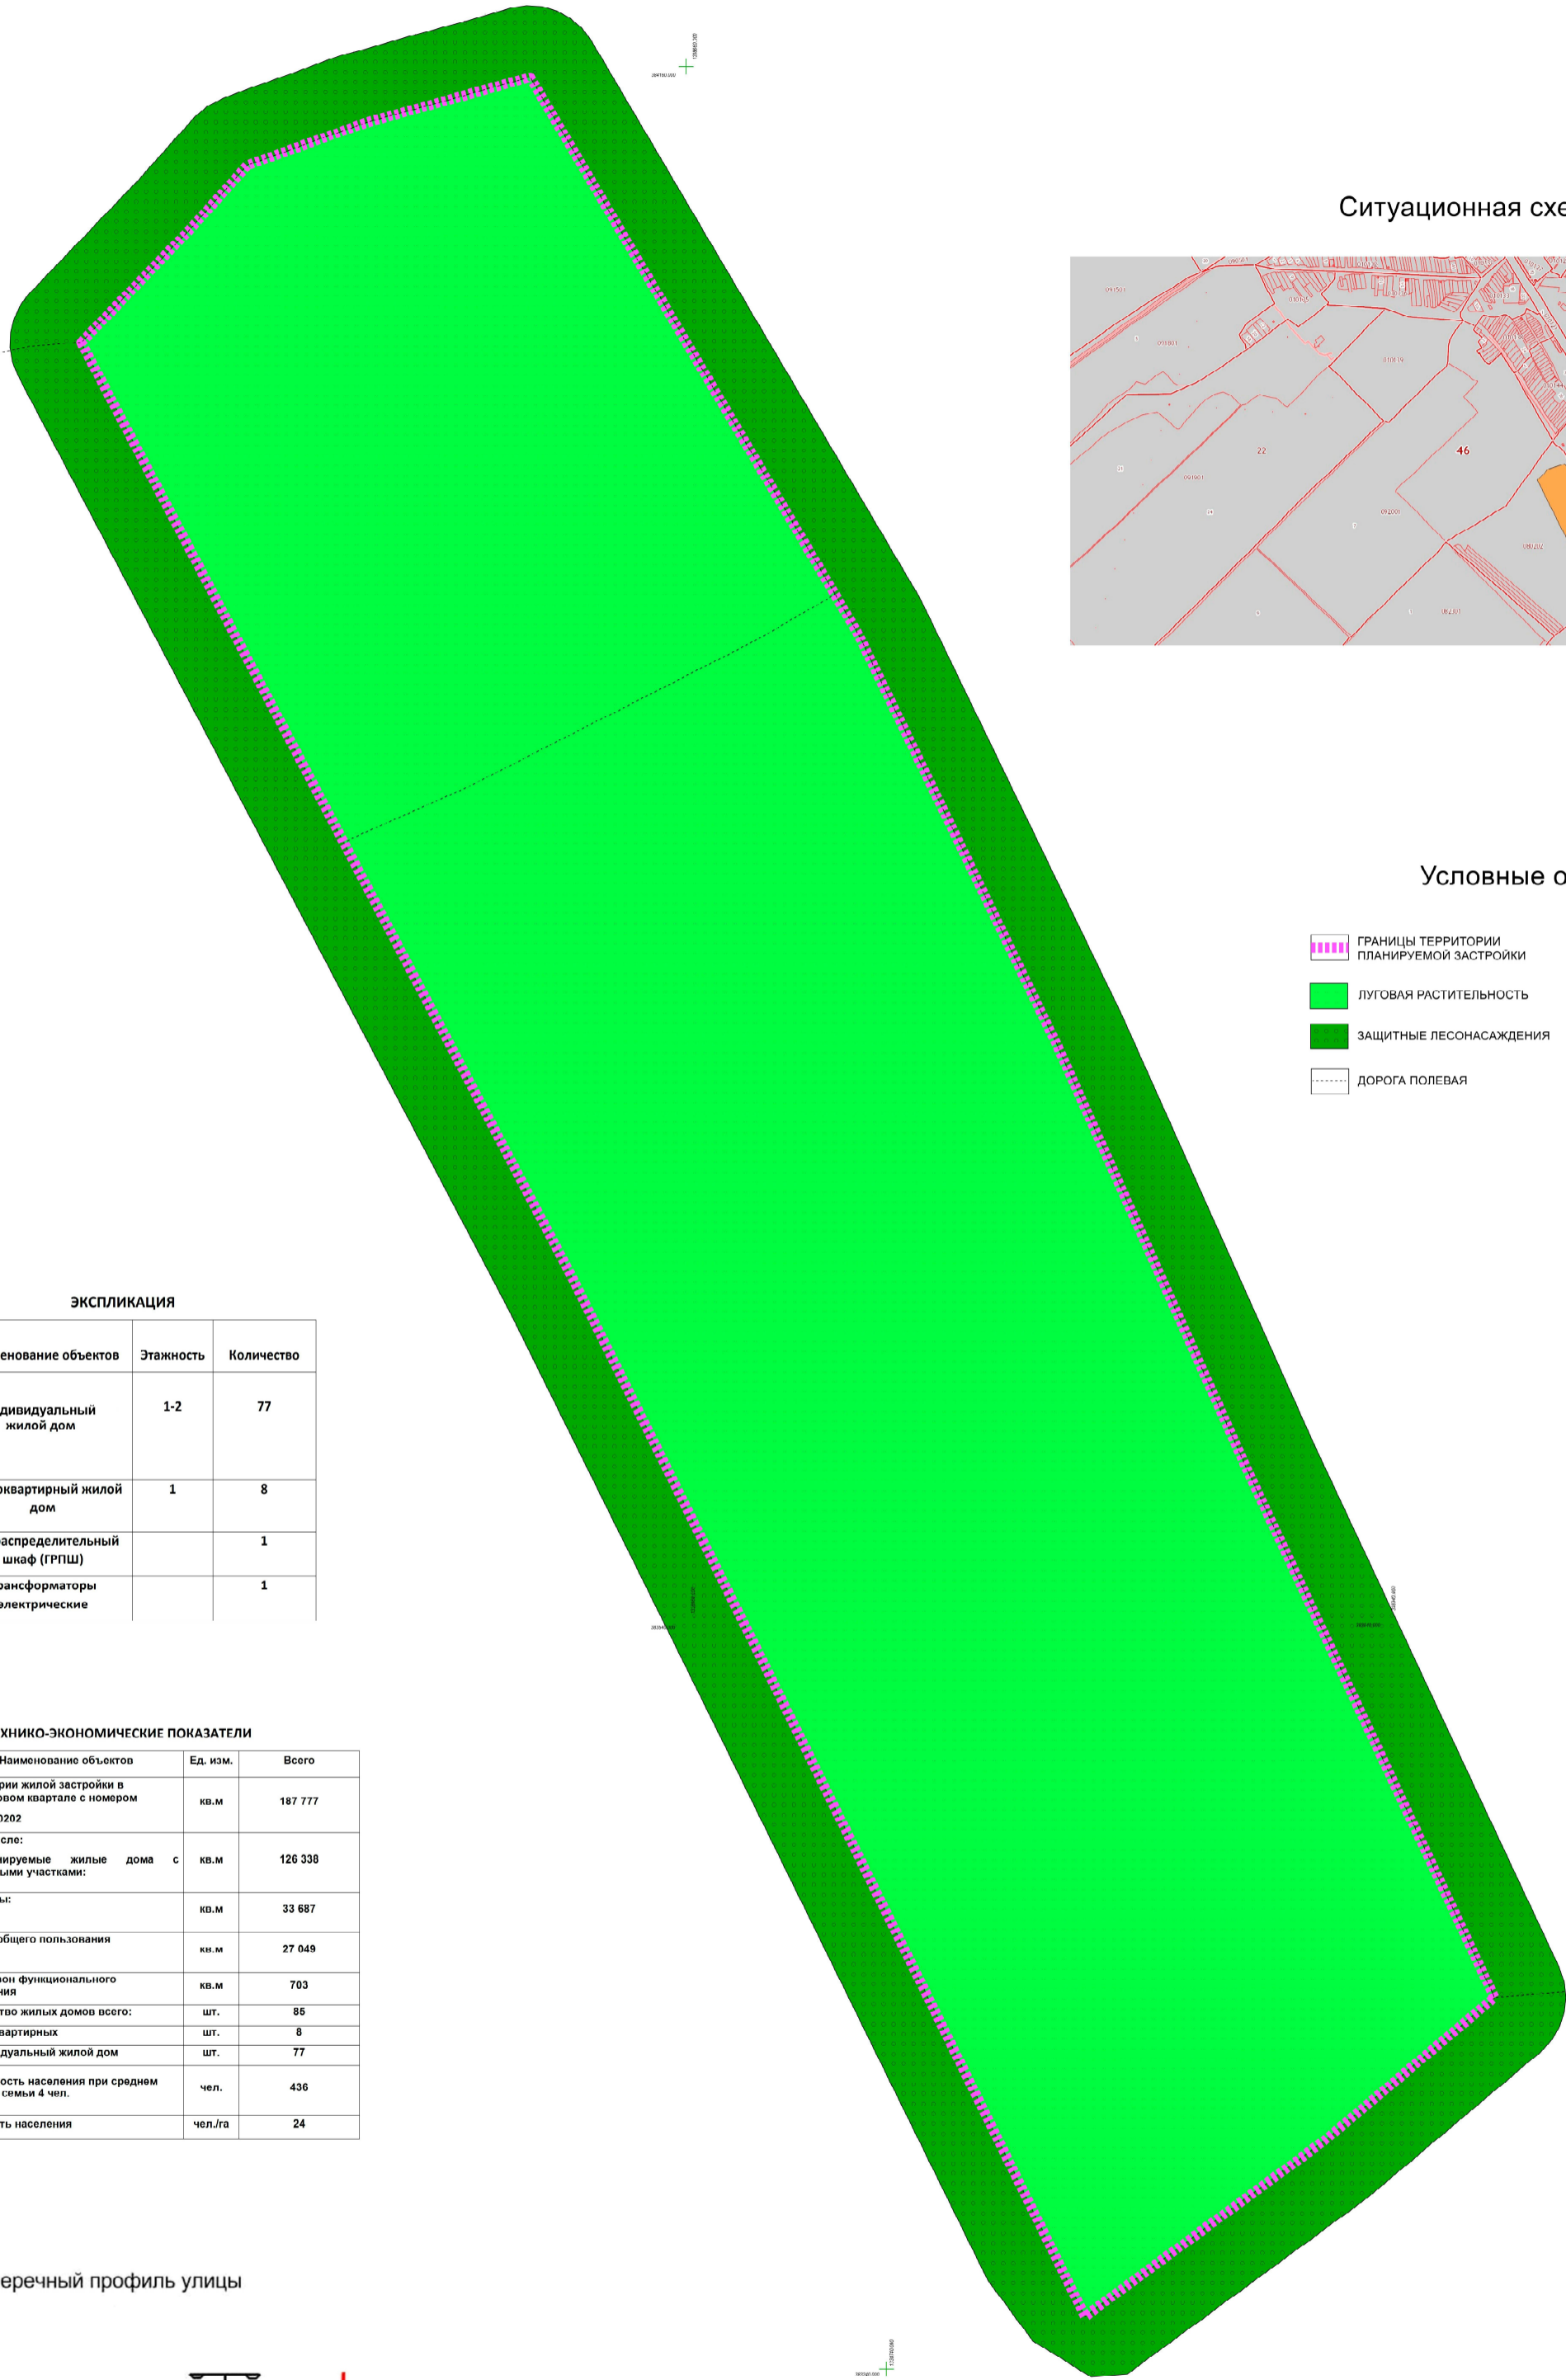 Ситуационная схе
46
22
Условные о
ГРАНИЦЫ ТЕРРИТОРИИ
ПЛАНИРУЕМОЙ ЗАСТРОЙКИ
ЛУГОВАЯ РАСТИТЕЛЬНОСТЬ
ЗАЩИТНЫЕ ЛЕСОНАСАЖДЕНИЯ
ДОРОГА ПОЛЕВАЯ
ЭКСПЛИКАЦИЯ
енование объектов Этажность Количество
дивидуальный 1-2 77
жилой дом
оквартирный жилой 1 8
дом
аспределительный 1
шкаф (ГРПШ)
рансформаторы 1
электрические
ХНИКО-ЭКОНОМИЧЕСКИЕ ПОКАЗАТЕЛИ
Наименование объектов Ед. изм. Всего
рии жилой застройки в
овом квартале с номером кв.м 187 777
0202
сле:
нируемые жилые дома с кв.м 126 338
ыми участками:
ы:
кв.м 33 687
общего пользования
кв.м 27 049
он функционального кв.м 703
ния
тво жилых домов всего: шт. 85
вартирных шт. 8
дуальный жилой дом шт. 77
ость населения при среднем чел. 436
семьи 4 чел.
ть населения чел./га 24
еречный профиль улицы